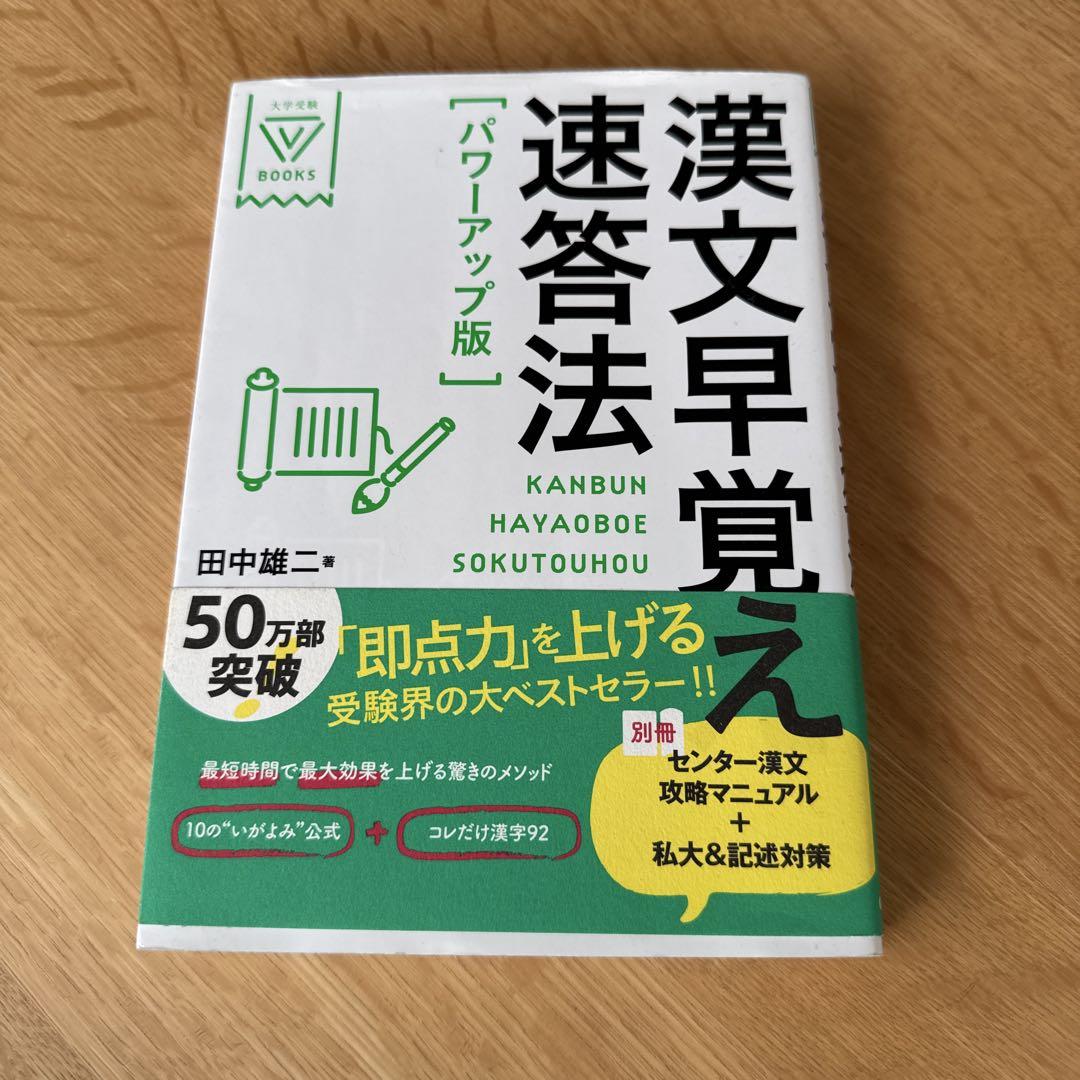 漢文早覚え
速答法
[パワーアップ版]
大学受験
V
BOOKS
KANBUN
HAYAOBOE
SOKUTOUHOU
田中雄二 著
50万部
突破
「即点力」を上げる
受験界の大ベストセラー!!
最短時間で最大効果を上げる驚きのメソッド
10の“いがよみ”公式
+
コレだけ漢字92
別冊
センター漢文
攻略マニュアル
+
私大&記述対策